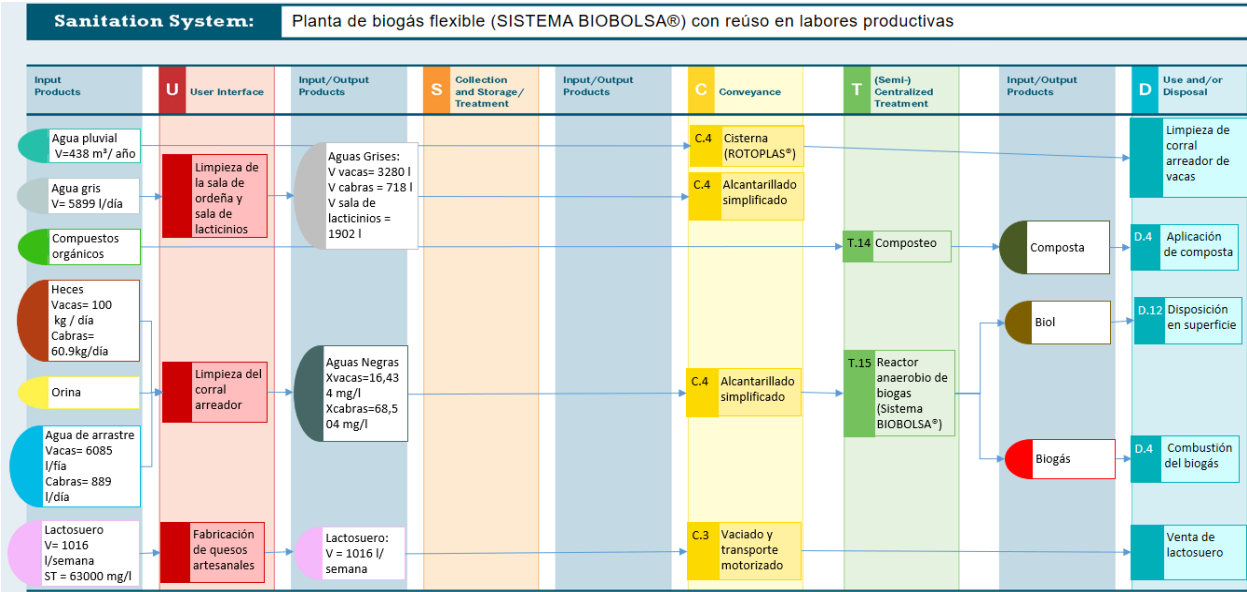 Sanitation System:
Planta de biogás flexible (SISTEMA BIOBOLSA®) con reúso en labores productivas
Input
Products
U
User Interface
Input/Output
Products
S
Collection
and Storage/
Treatment
Input/Output
Products
C
Conveyance
T
(Semi-)
Centralized
Treatment
Input/Output
Products
D
Use and/or
Disposal
Agua pluvial
V=438 m³/ año
C.4
Cisterna
(ROTOPLAS®)
Limpieza de
corral
arreador de
vacas
Agua gris
V= 5899 l/día
Limpieza de
la sala de
ordeña y
sala de
lacticinios
Aguas Grises:
V vacas= 3280 l
V cabras = 718 l
V sala de
lacticinios =
1902 l
C.4
Alcantarillado
simplificado
Compuestos
orgánicos
T.14
Composteo
Composta
D.4
Aplicación
de composta
Heces
Vacas= 100
kg / día
Cabras=
60.9kg/día
Orina
Agua de arrastre
Vacas= 6085
l/fía
Cabras= 889
l/día
Limpieza del
corral
arreador
Aguas Negras
Xvacas=16,43
4 mg/l
Xcabras=68,5
04 mg/l
C.4
Alcantarillado
simplificado
T.15
Reactor
anaerobio de
biogas
(Sistema
BIOBOLSA®)
Biol
D.12
Disposición
en superficie
Biogás
D.4
Combustión
del biogás
Lactosuero
V= 1016
l/semana
ST = 63000 mg/l
Fabricación
de quesos
artesanales
Lactosuero:
V = 1016 l/
semana
C.3
Vaciado y
transporte
motorizado
Venta de
lactosuero